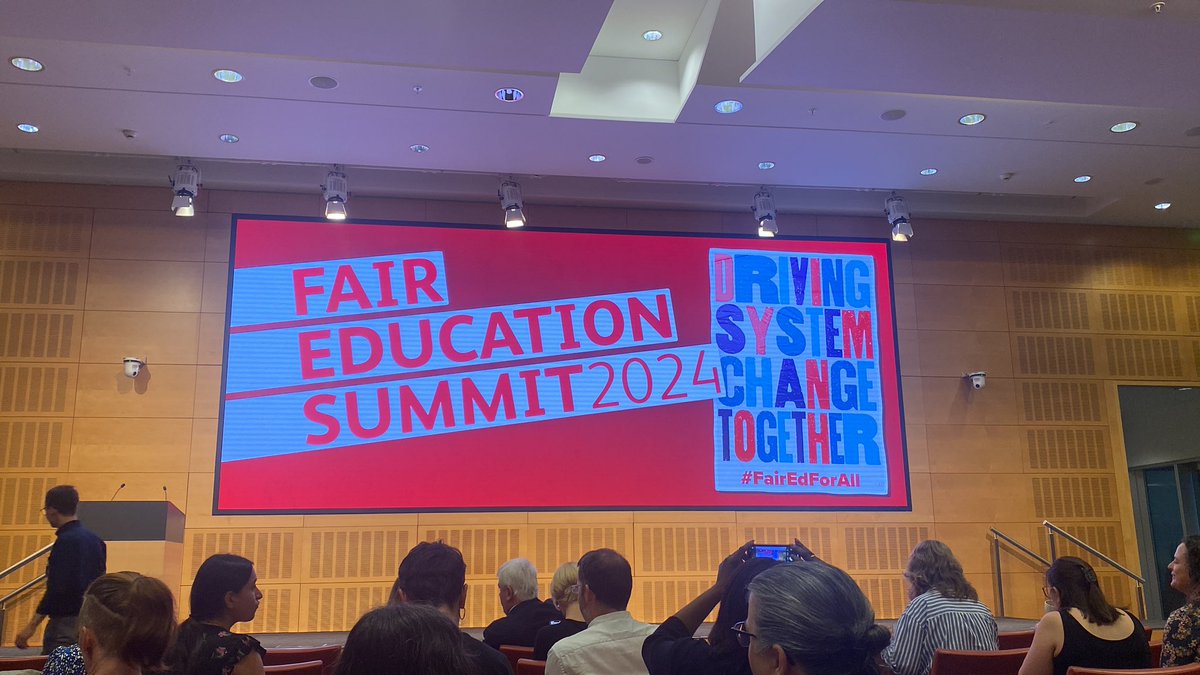 FAIR
EDUCATION
SUMMIT2024
DRIVING
SYSTEM
CHANGE
TOGETHER
#FairEdForAll